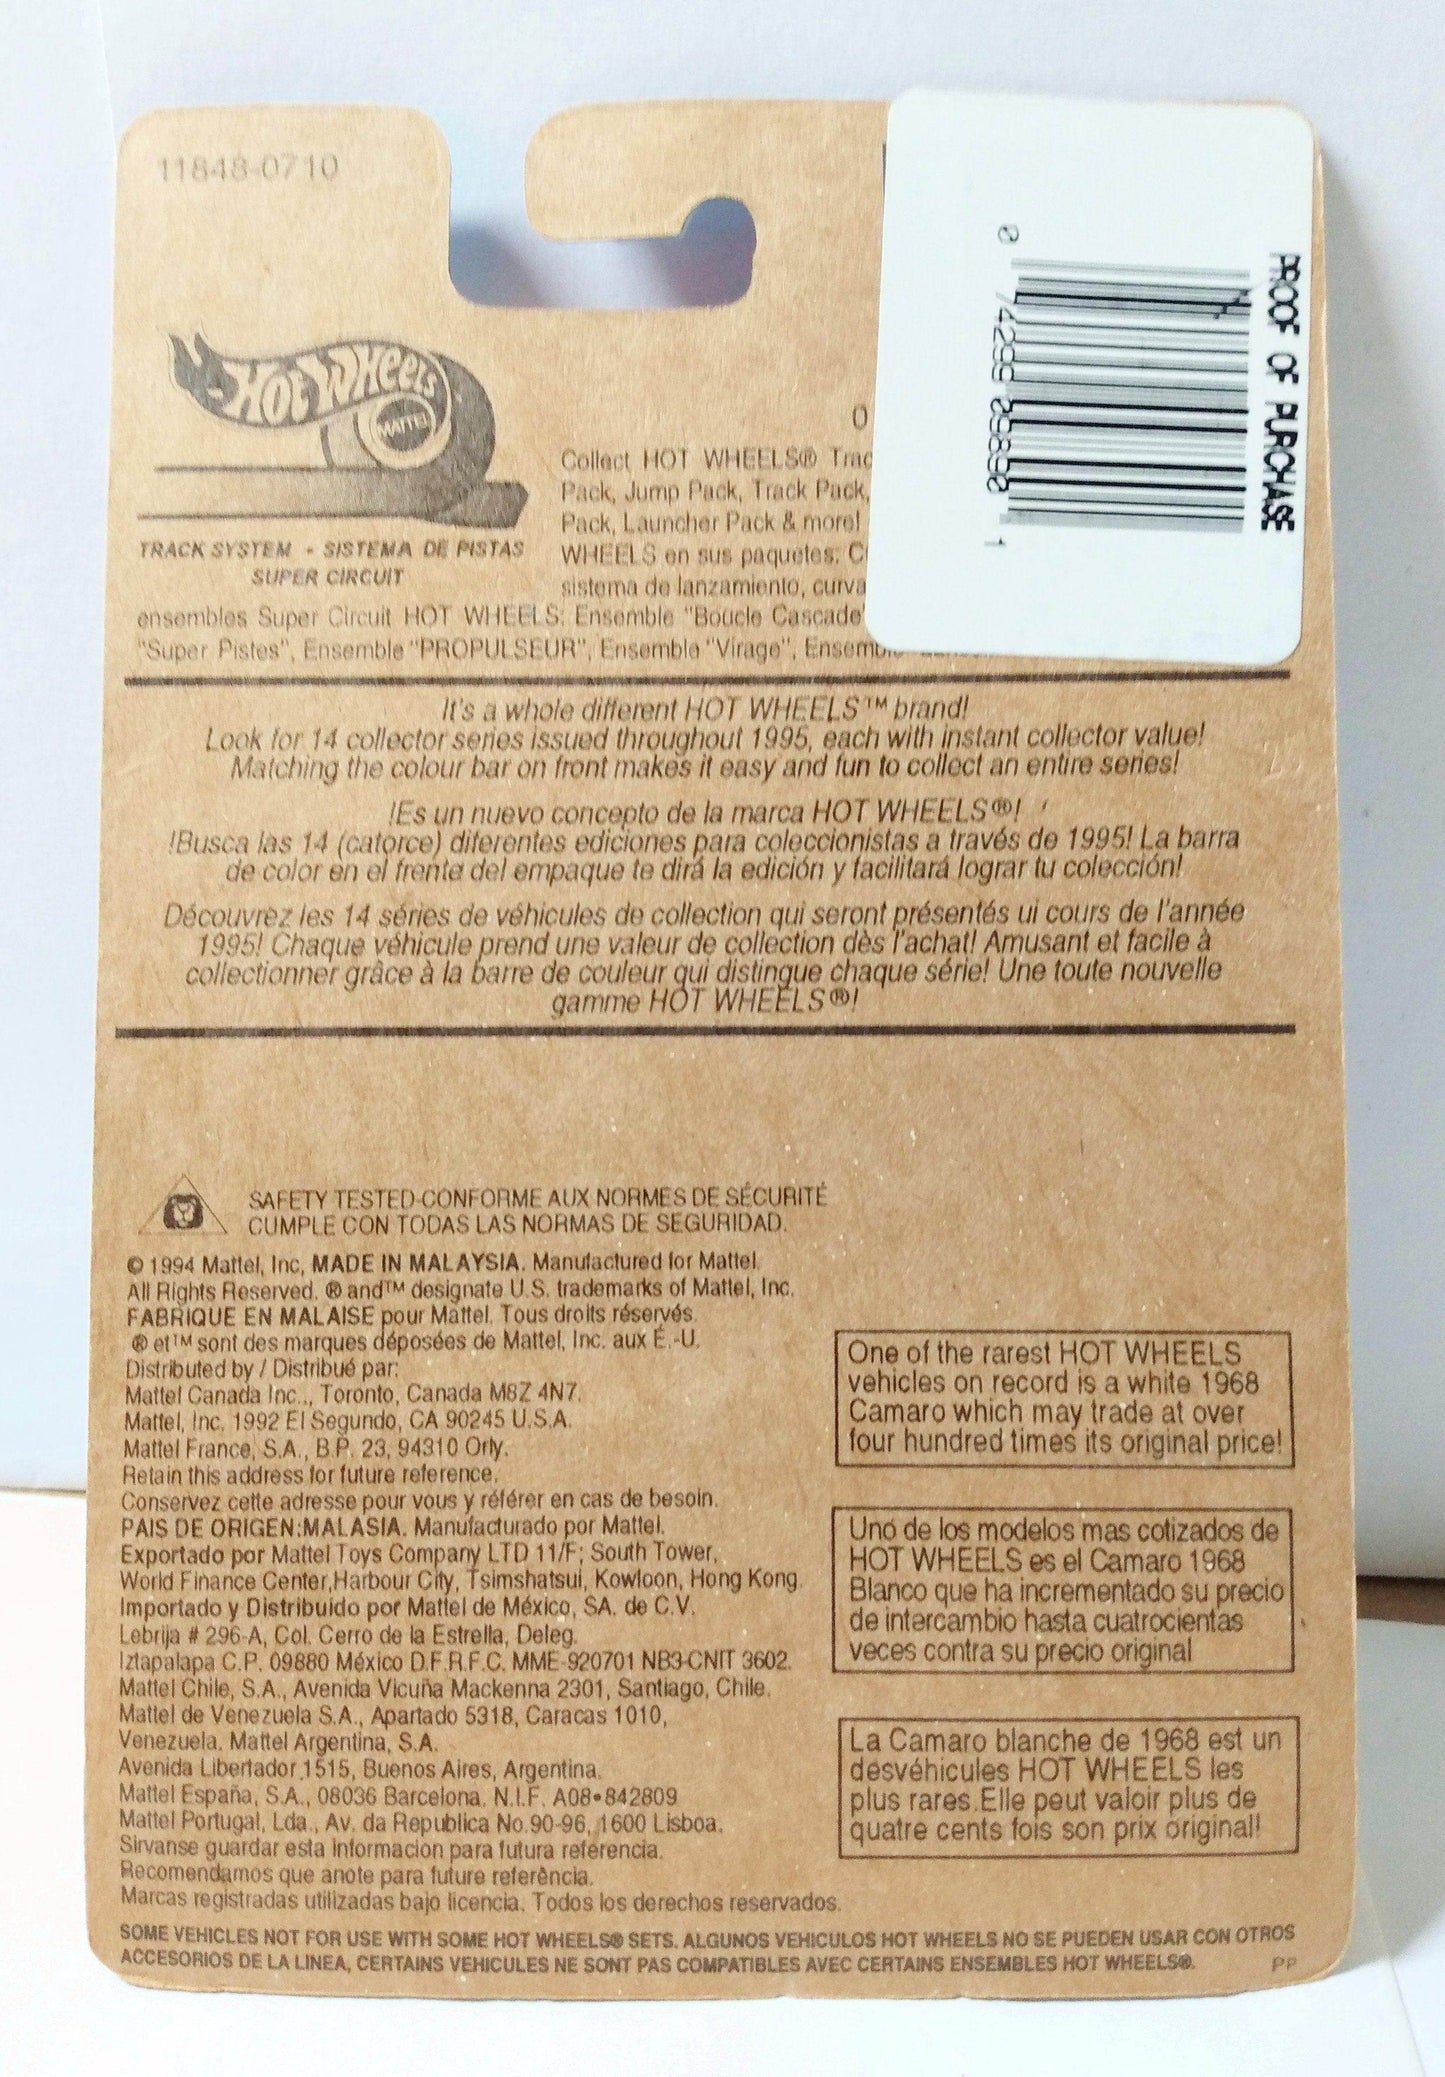 11848-0710
PROOF OF PURCHASE
0 74299 1
HOT WHEELS
MATTEL
TRACK SYSTEM • SISTEMA DE PISTAS
SUPER CIRCUIT
0
Collect HOT WHEELS® Trac
Pack, Jump Pack, Track Pack,
Pack, Launcher Pack & more!
WHEELS en sus paquetes: C
sistema de lanzamiento, curva
ensembles Super Circuit HOT WHEELS: Ensemble "Boucle Cascade"
"Super Pistes", Ensemble "PROPULSEUR", Ensemble "Virage",
It's a whole different HOT WHEELS™ brand!
Look for 14 collector series issued throughout 1995, each with instant collector value!
Matching the colour bar on front makes it easy and fun to collect an entire series!
!Es un nuevo concepto de la marca HOT WHEELS®!
!Busca las 14 (catorce) diferentes ediciones para coleccionistas a través de 1995! La barra
de color en el frente del empaque te dirá la edición y facilitará lograr tu colección!
Découvrez les 14 séries de véhicules de collection qui seront présentés ui cours de l'année
1995! Chaque véhicule prend une valeur de collection dès l'achat! Amusant et facile à
collectionner grâce à la barre de couleur qui distingue chaque série! Une toute nouvelle
gamme HOT WHEELS®!
SAFETY TESTED-CONFORME AUX NORMES DE SÉCURITÉ
CUMPLE CON TODAS LAS NORMAS DE SEGURIDAD.
© 1994 Mattel, Inc, MADE IN MALAYSIA. Manufactured for Mattel.
All Rights Reserved. ® and™ designate U.S. trademarks of Mattel, Inc.
FABRIQUE EN MALAISE pour Mattel. Tous droits réservés.
® et™ sont des marques déposées de Mattel, Inc. aux É.-U.
Distributed by / Distribué par:
Mattel Canada Inc.., Toronto, Canada M8Z 4N7.
Mattel, Inc. 1992 El Segundo, CA 90245 U.S.A.
Mattel France, S.A., B.P. 23, 94310 Orly.
Retain this address for future reference.
Conservez cette adresse pour vous y référer en cas de besoin.
PAIS DE ORIGEN:MALASIA. Manufacturado por Mattel.
Exportado por Mattel Toys Company LTD 11/F; South Tower,
World Finance Center,Harbour City, Tsimshatsui, Kowloon, Hong Kong
Importado y Distribuido por Mattel de México, SA. de C.V.
Lebrija # 296-A, Col. Cerro de la Estrella, Deleg.
Iztapalapa C.P. 09880 México D.F.R.F.C. MME-920701 NB3-CNIT 3602.
Mattel Chile, S.A., Avenida Vicuña Mackenna 2301, Santiago, Chile.
Mattel de Venezuela S.A., Apartado 5318, Caracas 1010,
Venezuela. Mattel Argentina, S.A.
Avenida Libertador 1515, Buenos Aires, Argentina.
Mattel España, S.A., 08036 Barcelona. N.I.F. A08•842809
Mattel Portugal, Lda., Av. da Republica No.90-96, 1600 Lisboa.
Sirvanse guardar esta informacion para futura referencia.
Recomendamos que anote para future referência.
Marcas registradas utilizadas bajo licencia. Todos los derechos reservados.
One of the rarest HOT WHEELS
vehicles on record is a white 1968
Camaro which may trade at over
four hundred times its original price!
Uno de los modelos mas cotizados de
HOT WHEELS es el Camaro 1968
Blanco que ha incrementado su precio
de intercambio hasta cuatrocientas
veces contra su precio original
La Camaro blanche de 1968 est un
desvéhicules HOT WHEELS les
plus rares.Elle peut valoir plus de
quatre cents fois son prix original!
SOME VEHICLES NOT FOR USE WITH SOME HOT WHEELS® SETS. ALGUNOS VEHICULOS HOT WHEELS NO SE PUEDEN USAR CON OTROS
ACCESORIOS DE LA LINEA, CERTAINS VEHICULES NE SONT PAS COMPATIBLES AVEC CERTAINS ENSEMBLES HOT WHEELS®.
PP